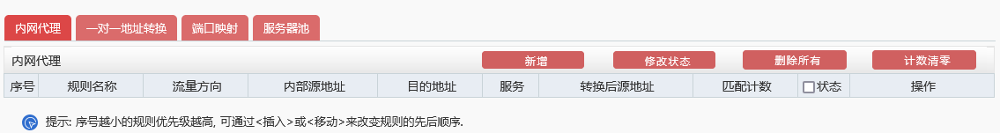 内网代理 一对一地址转换 端口映射 服务器池
内网代理 新增 修改状态 删除所有 计数清零
序号 规则名称 流量方向 内部源地址 目的地址 服务 转换后源地址 匹配计数 状态 操作
提示: 序号越小的规则优先级越高, 可通过<插入>或<移动>来改变规则的先后顺序.